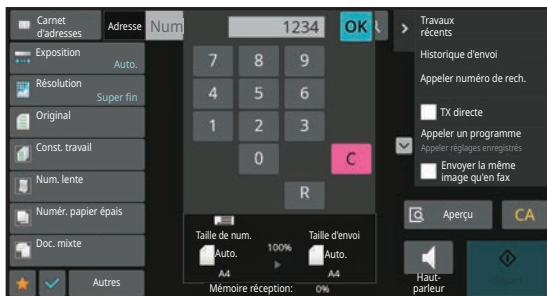 Carnet
d'adresses
Adresse
Num
1234
OK
Exposition
Auto.
Résolution
Super fin
Original
Const. travail
Num. lente
Numér. papier
épais
Doc. mixte
Autres
7 8 9
4 5 6
1 2 3
0 C
R
Taille de num.
Auto.
A4
100%
Taille d'envoi
Auto.
A4
Mémoire réception: 0%
Travaux
récents
Historique d'envoi
Appeler numéro de rech.
TX directe
Appeler un programme
Appeler réglages enregistrés
Envoyer la même
image qu'en fax
Aperçu
CA
Haut-
parleur